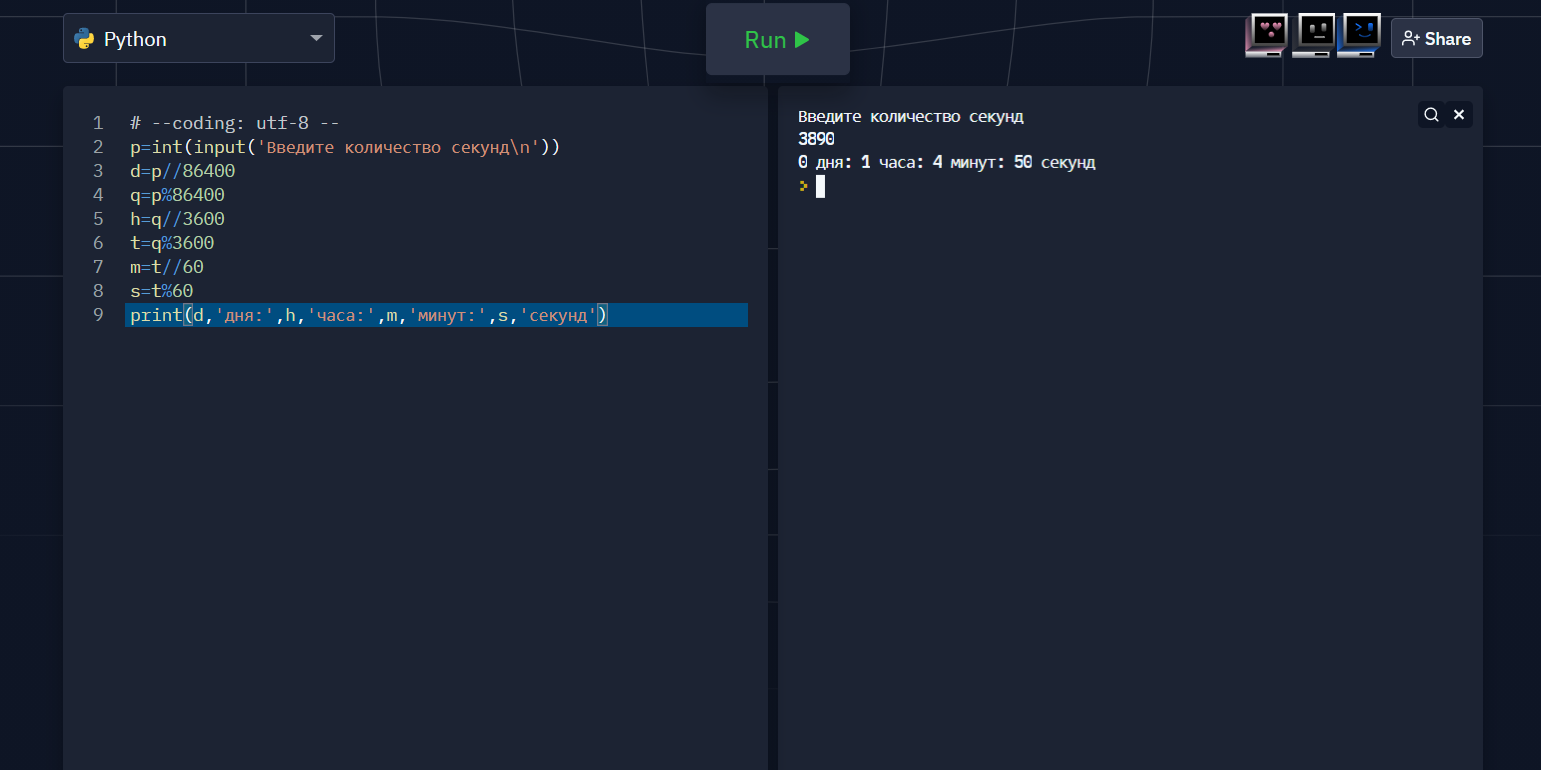 Python
Run
Share
1 # --coding: utf-8 --
2 p=int(input('Введите количество секунд\n'))
3 d=p//86400
4 q=p%86400
5 h=q//3600
6 t=q%3600
7 m=t//60
8 s=t%60
9 print(d,'дня:',h,'часа:',m,'минут:',s,'секунд')
Введите количество секунд
3890
0 дня: 1 часа: 4 минут: 50 секунд
>